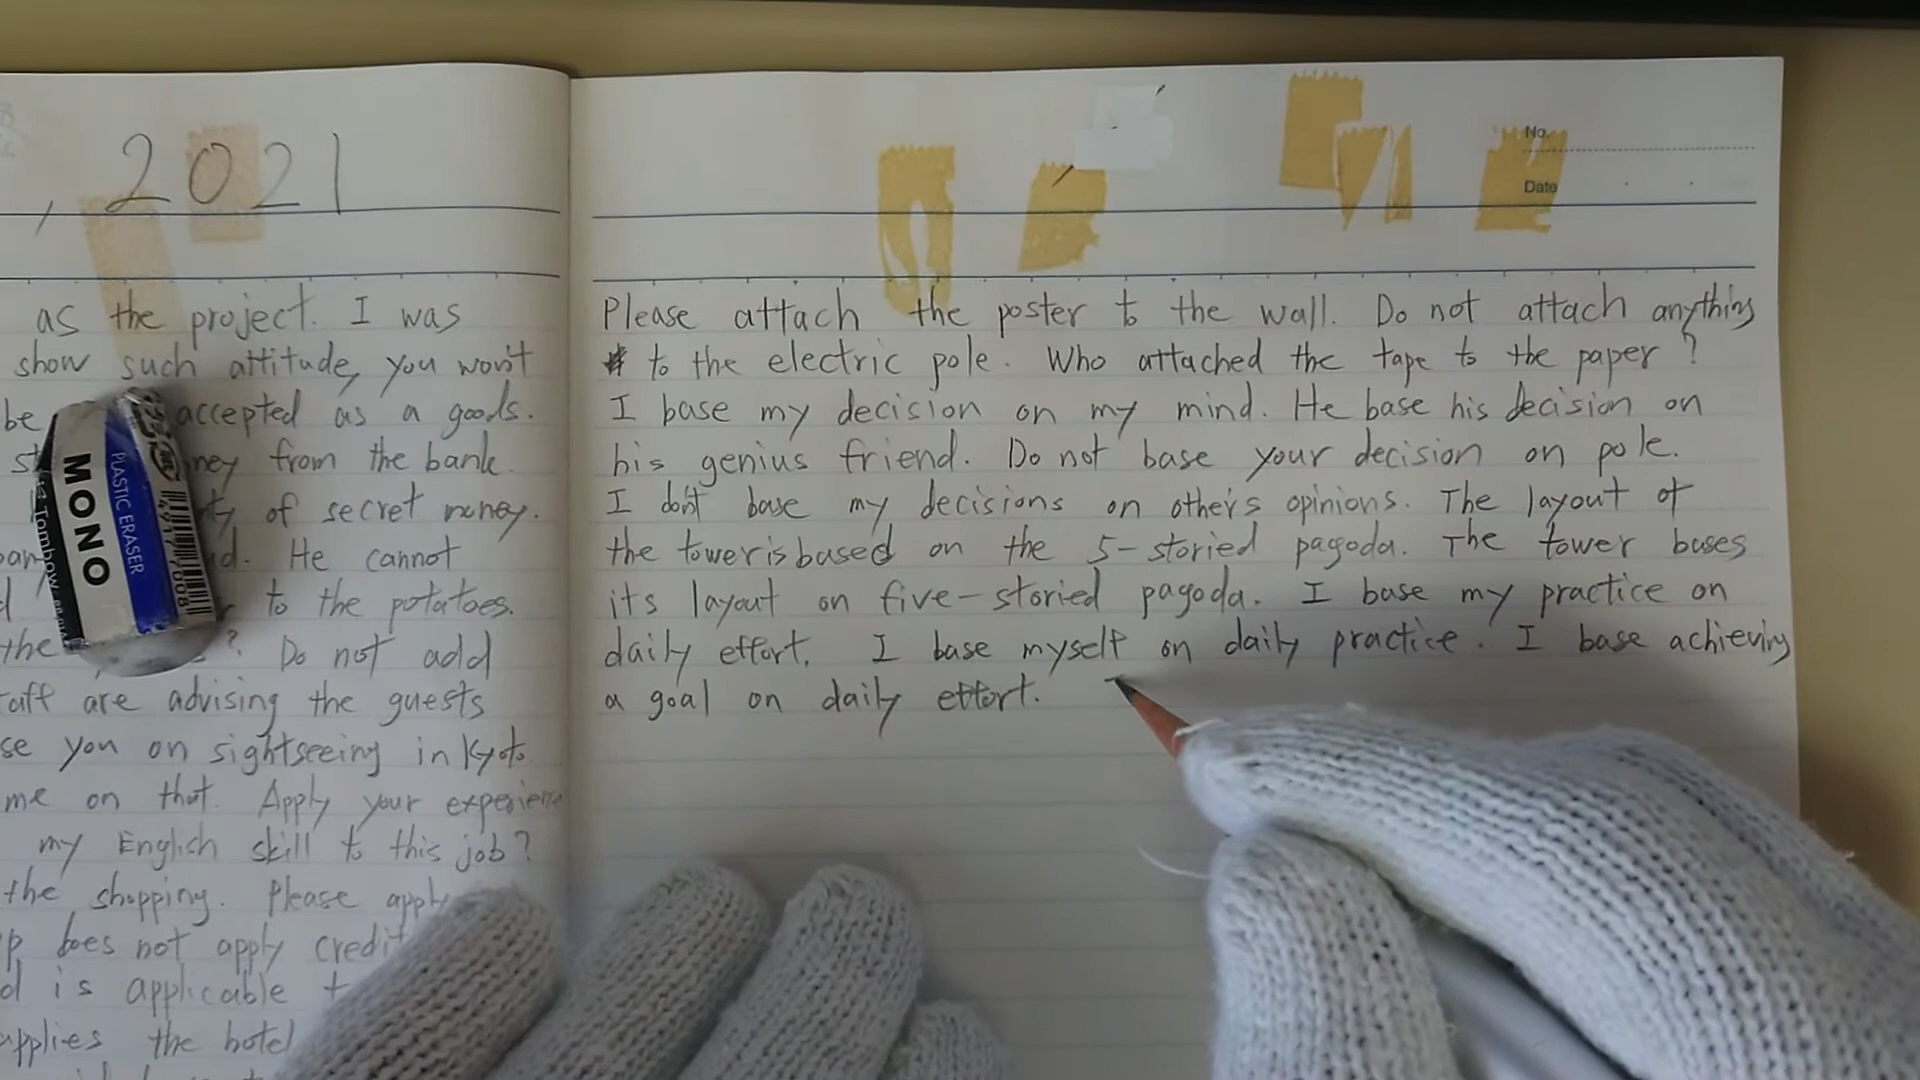 , 2021
as the project. I was
show such attitude, you won't
be accepted as a goods.
from the bank.
of secret money.
He cannot
to the potatoes.
the ? Do not add
are advising the guests
you on sightseeing in Kyoto.
me on that. Apply your experience
my English skill to this job?
the shopping. Please
does not apply credit
is applicable
the hotel
MONO
PLASTIC ERASER
Tombow
No.
Date
Please attach the poster to the wall. Do not attach anything
to the electric pole. Who attached the tape to the paper?
I base my decision on my mind. He base his decision on
his genius friend. Do not base your decision on pole.
I don't base my decisions on other's opinions. The layout of
the tower is based on the 5-storied pagoda. The tower bases
its layout on five-storied pagoda. I base my practice on
daily effort. I base myself on daily practice. I base achieving
a goal on daily effort.